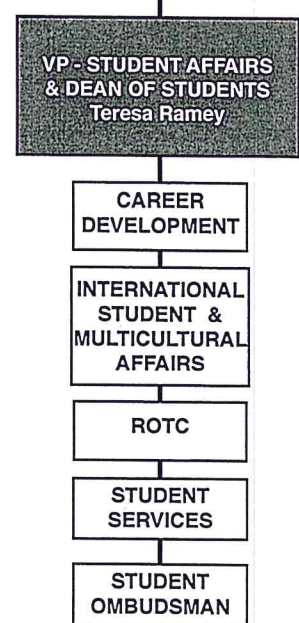 VP - STUDENT AFFAIRS
& DEAN OF STUDENTS
Teresa Ramey
CAREER
DEVELOPMENT
INTERNATIONAL
STUDENT &
MULTICULTURAL
AFFAIRS
ROTC
STUDENT
SERVICES
STUDENT
OMBUDSMAN